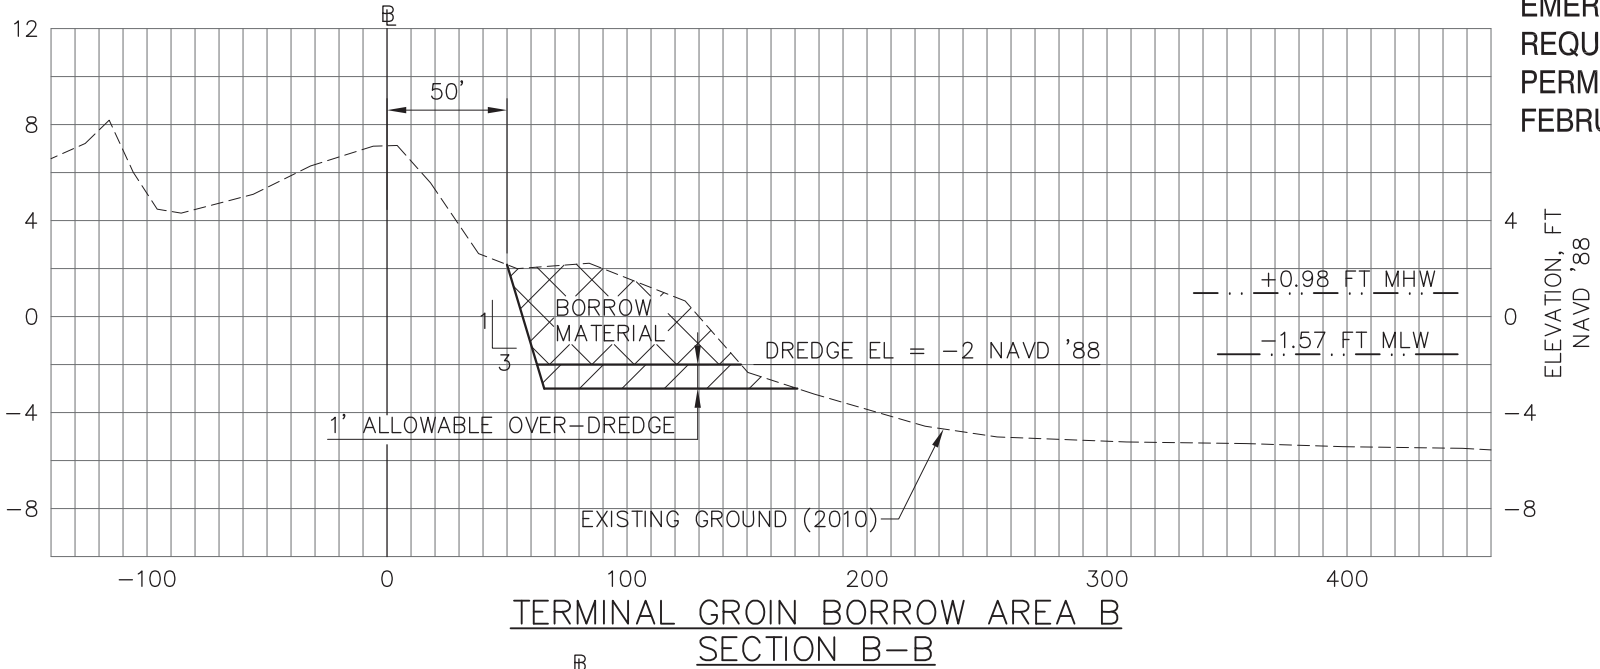 ℄
12
8
4
0
-4
-8
50'
BORROW
MATERIAL
1
3
DREDGE EL = -2 NAVD '88
1' ALLOWABLE OVER-DREDGE
EXISTING GROUND (2010)
+0.98 FT MHW
-1.57 FT MLW
4
0
-4
-8
ELEVATION, FT
NAVD '88
-100
0
100
200
300
400
TERMINAL GROIN BORROW AREA B
SECTION B-B
REQU
PERM
FEBRU